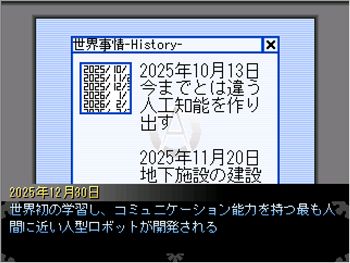 世界事情-History-
2025/10/
2025/11/
2025/12/3
2026/ 1/
2026/ 2/
2025年10月13日
今までとは違う
人工知能を作り
出す
2025年11月20日
地下施設の建設
2025年12月30日
世界初の学習し、コミュニケーション能力を持つ最も人
間に近い人型ロボットが開発される